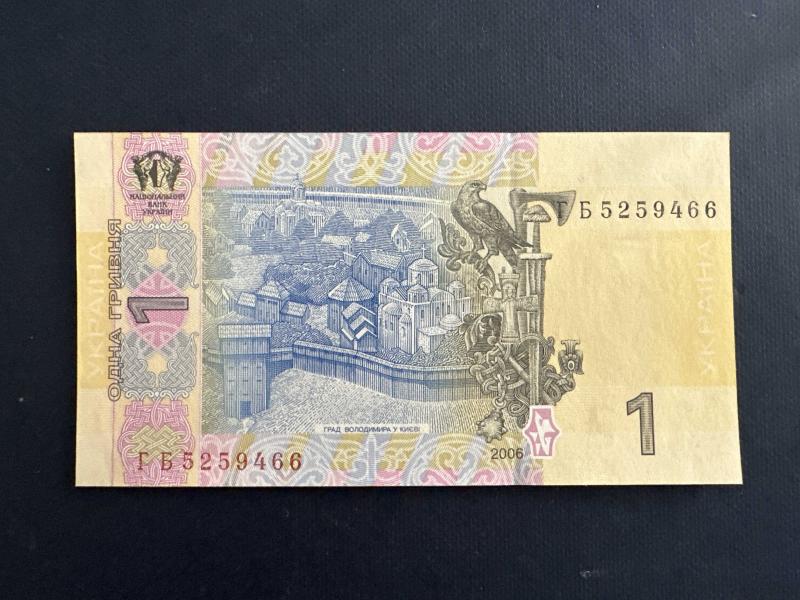 НАЦІОНАЛЬНИЙ
БАНК
УКРАЇНИ
ГБ5259466
УКРАЇНА
ОДНА ГРИВНЯ
1
УКРАЇНА
1
ГРАД ВОЛОДИМИРА У КИЄВІ
2006
ГБ5259466